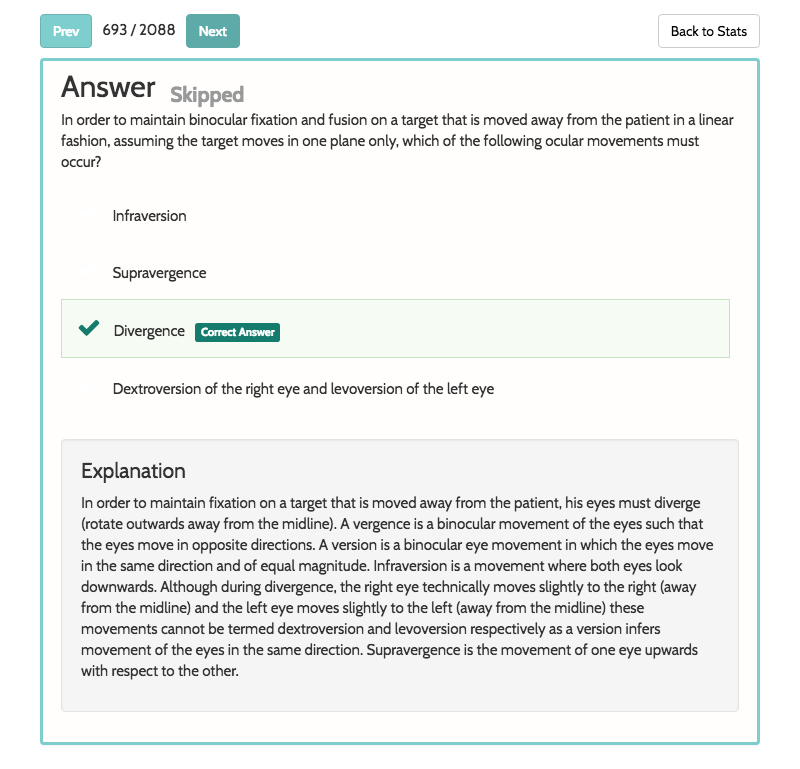 Prev 693 / 2088 Next Back to Stats
Answer Skipped
In order to maintain binocular fixation and fusion on a target that is moved away from the patient in a linear
fashion, assuming the target moves in one plane only, which of the following ocular movements must
occur?
Infraversion
Supravergence
Divergence Correct Answer
Dextroversion of the right eye and levoversion of the left eye
Explanation
In order to maintain fixation on a target that is moved away from the patient, his eyes must diverge
(rotate outwards away from the midline). A vergence is a binocular movement of the eyes such that
the eyes move in opposite directions. A version is a binocular eye movement in which the eyes move
in the same direction and of equal magnitude. Infraversion is a movement where both eyes look
downwards. Although during divergence, the right eye technically moves slightly to the right (away
from the midline) and the left eye moves slightly to the left (away from the midline) these
movements cannot be termed dextroversion and levoversion respectively as a version infers
movement of the eyes in the same direction. Supravergence is the movement of one eye upwards
with respect to the other.